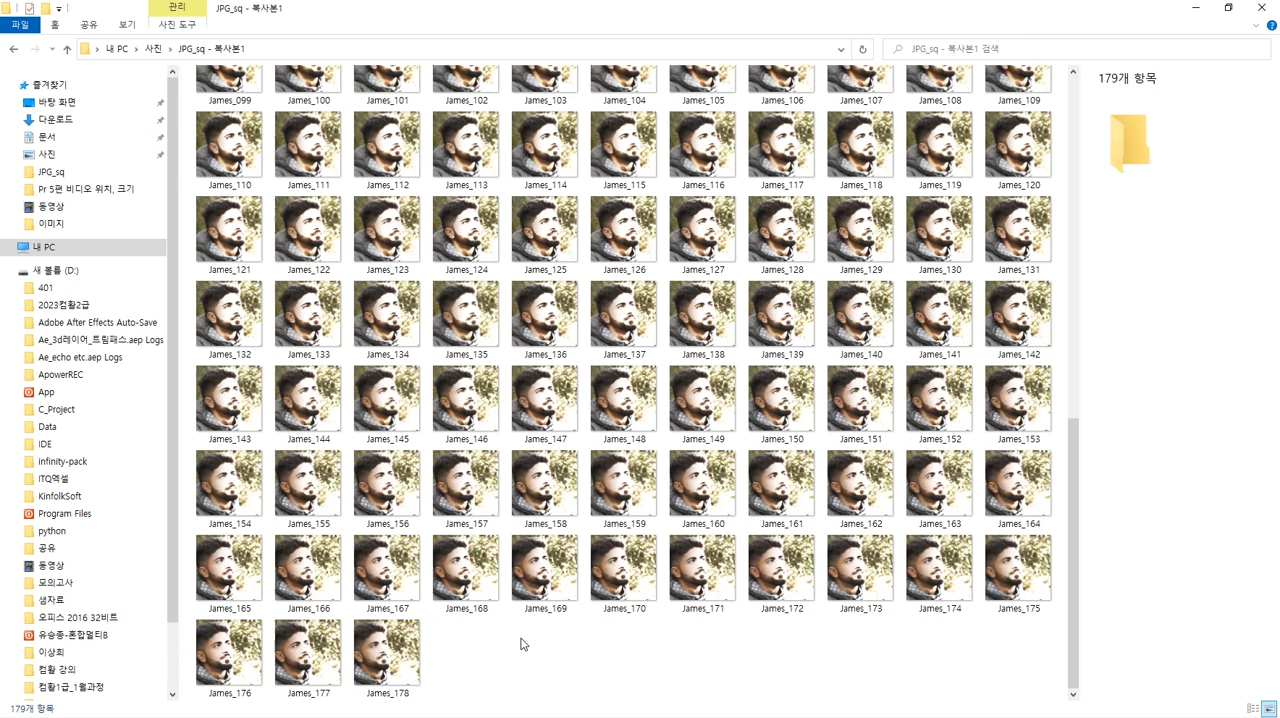 관리
JPG_sq - 복사본1
파일
홈
공유
보기
사진 도구
내 PC
사진
JPG_sq - 복사본1
JPG_sq - 복사본1 검색
즐겨찾기
바탕 화면
다운로드
문서
사진
JPG_sq
Pr 5편 비디오 위치, 크기
동영상
이미지
내 PC
새 볼륨 (D:)
401
2023컴활2급
Adobe After Effects Auto-Save
Ae_3d레이어_트림패스.aep Logs
Ae_echo etc.aep Logs
ApowerREC
App
C_Project
Data
IDE
infinity-pack
ITQ엑셀
KinfolkSoft
Program Files
python
공유
동영상
모의고사
샘자료
오피스 2016 32비트
유승종-혼합멀티B
이상희
컴활 강의
컴활1급_1월과정
James_099 James_100 James_101 James_102 James_103 James_104 James_105 James_106 James_107 James_108 James_109
James_110 James_111 James_112 James_113 James_114 James_115 James_116 James_117 James_118 James_119 James_120
James_121 James_122 James_123 James_124 James_125 James_126 James_127 James_128 James_129 James_130 James_131
James_132 James_133 James_134 James_135 James_136 James_137 James_138 James_139 James_140 James_141 James_142
James_143 James_144 James_145 James_146 James_147 James_148 James_149 James_150 James_151 James_152 James_153
James_154 James_155 James_156 James_157 James_158 James_159 James_160 James_161 James_162 James_163 James_164
James_165 James_166 James_167 James_168 James_169 James_170 James_171 James_172 James_173 James_174 James_175
James_176 James_177 James_178
179개 항목
179개 항목